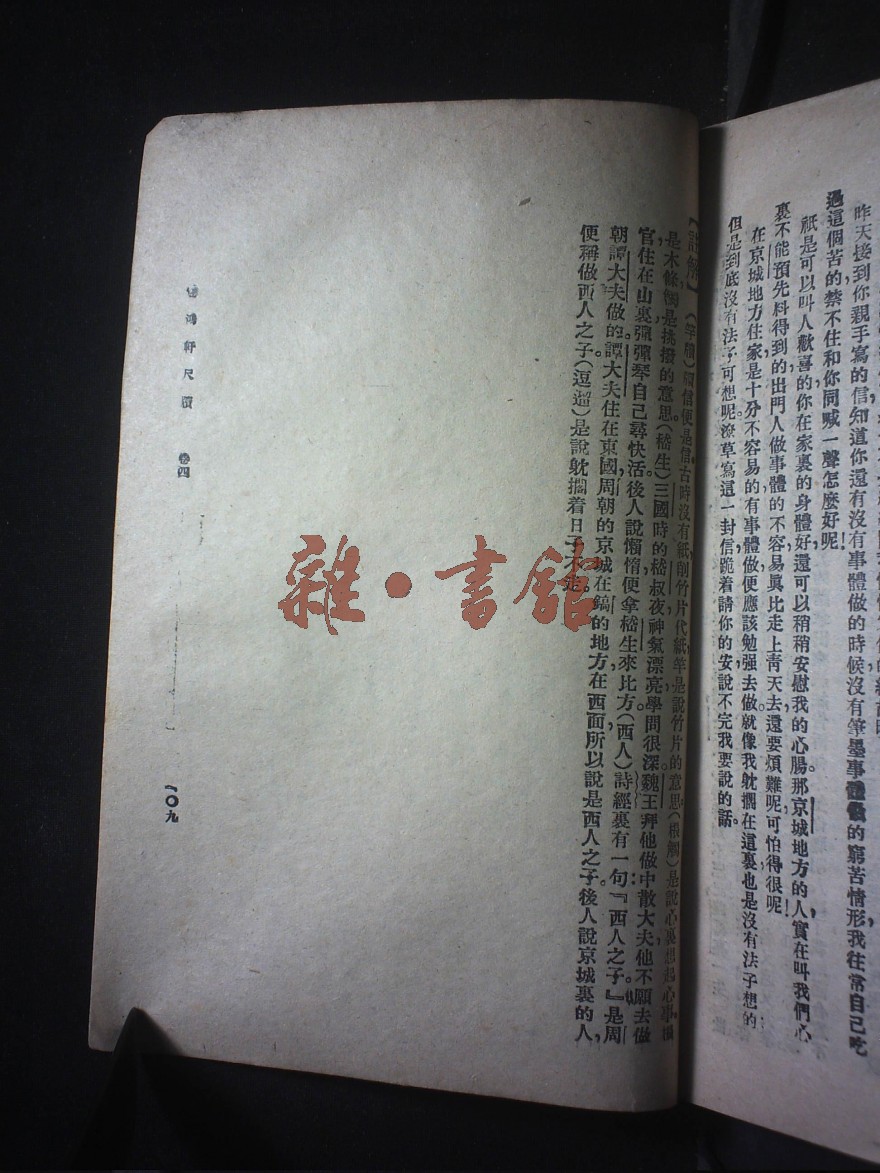 昨天接到你親手寫的信知道你還有沒有事體做的時候沒有筆墨事體做的窮苦情形我往常自己吃
過這個苦的禁不住和你同喊一聲怎麼好呢！
祇是可以叫人歡喜的你在家裏的身體好還可以稍稍安慰我的心腸。那京城地方的人實在叫我們心
裏不能預先料得到的出門人做事體的不容易眞比走上青天去還要煩難呢可怕得很呢！
在京城地方住家是十分不容易的有事體做便應該勉强去做就像我躭擱在這裏也是沒有法子想的；
但是到底沒有法子可想呢潦草寫這一封信跪着請你的安說不完我要說的話。
【註解】（竿牘）牘信便是信古時沒有紙，削竹片代紙，竿是說竹片的意思（棖觸）是說心裏想起心事，棖
是木條，觸是挑撥的意思（嵇生）三國時的嵇叔夜，神氣漂亮，學問很深。魏王拜他做中散大夫，他不願去做
官，住在山裏彈彈琴，自己尋快活。後人說懶惰便拿嵇生來比方（西人）詩經裏有一句：『西人之子』是周
朝譚大夫做的。譚大夫住在東國，周朝的京城在鎬的地方，在西面，所以說是西人之子。後人說京城裏的人，
便稱做西人之子（逗遛）是說躭擱着日子不走。
鴻軒尺牘 卷四
一〇九
雜·書館